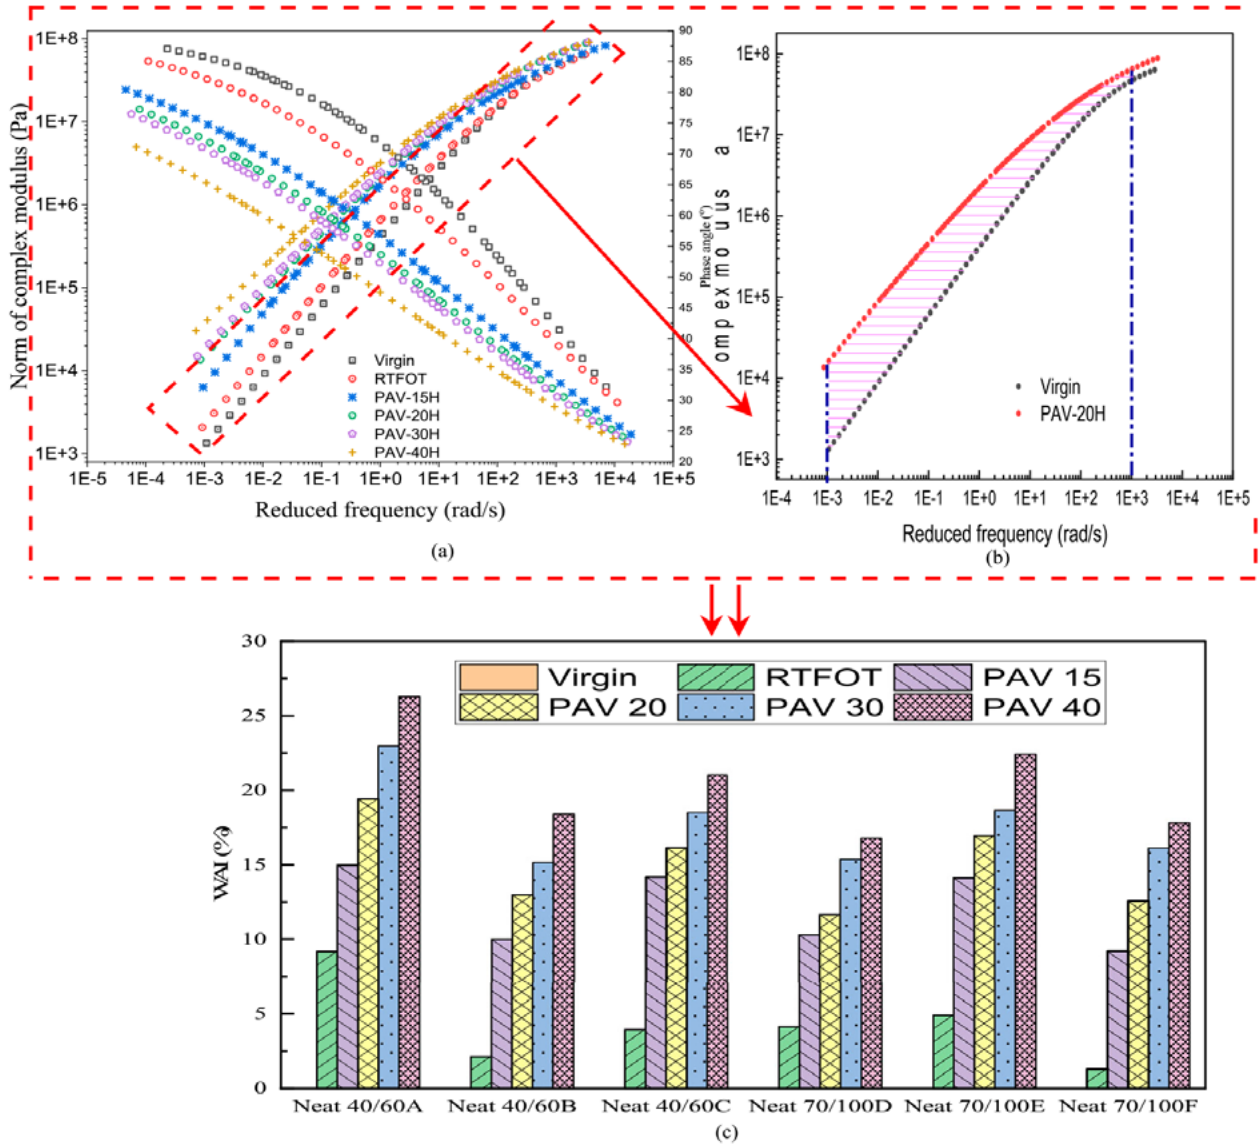 1E+8
1E+7
1E+6
1E+5
1E+4
1E+3
Norm of complex modulus (Pa)
90
85
80
75
70
65
60
55
50
45
40
35
30
25
20
Phase angle (°)
Virgin
RTFOT
PAV-15H
PAV-20H
PAV-30H
PAV-40H
1E-5 1E-4 1E-3 1E-2 1E-1 1E+0 1E+1 1E+2 1E+3 1E+4 1E+5
Reduced frequency (rad/s)
(a)
1E+8
1E+7
1E+6
1E+5
1E+4
1E+3
omp ex mo us a
Virgin
PAV-20H
1E-4 1E-3 1E-2 1E-1 1E+0 1E+1 1E+2 1E+3 1E+4 1E+5
Reduced frequency (rad/s)
(b)
30
25
20
15
10
5
0
WAI (%)
Virgin RTFOT PAV 15
PAV 20 PAV 30 PAV 40
Neat 40/60A Neat 40/60B Neat 40/60C Neat 70/100D Neat 70/100E Neat 70/100F
(c)